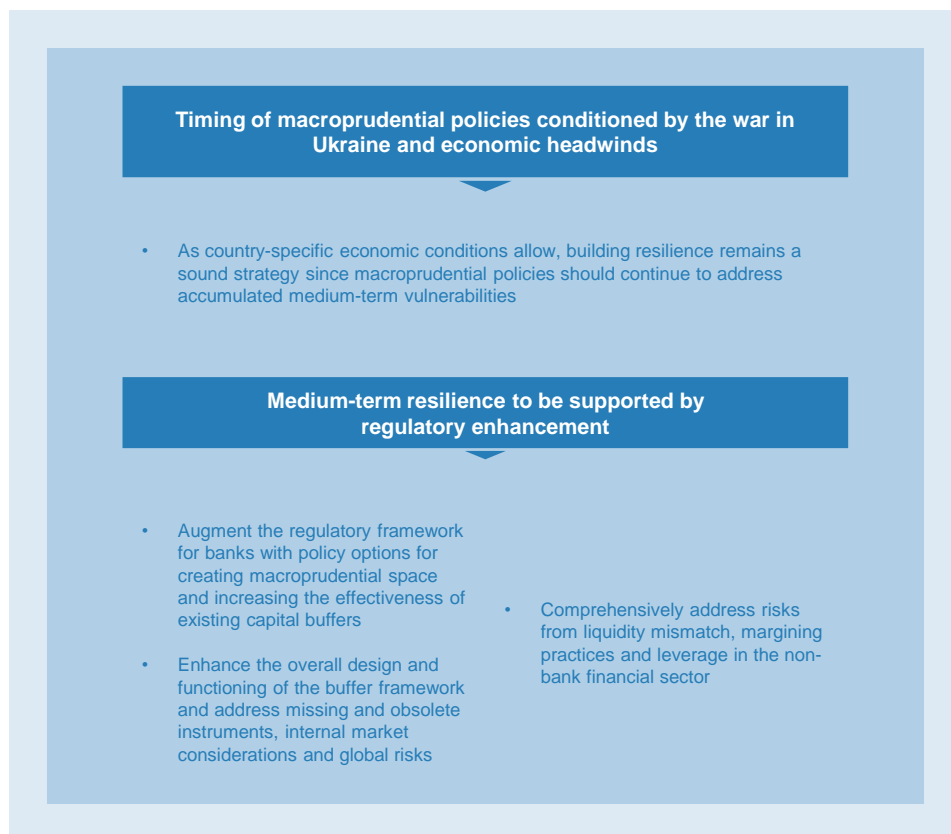 Timing of macroprudential policies conditioned by the war in
Ukraine and economic headwinds
• As country-specific economic conditions allow, building resilience remains a
sound strategy since macroprudential policies should continue to address
accumulated medium-term vulnerabilities
Medium-term resilience to be supported by
regulatory enhancement
• Augment the regulatory framework
for banks with policy options for
creating macroprudential space
and increasing the effectiveness of
existing capital buffers
• Enhance the overall design and
functioning of the buffer framework
and address missing and obsolete
instruments, internal market
considerations and global risks
• Comprehensively address risks
from liquidity mismatch, margining
practices and leverage in the non-
bank financial sector